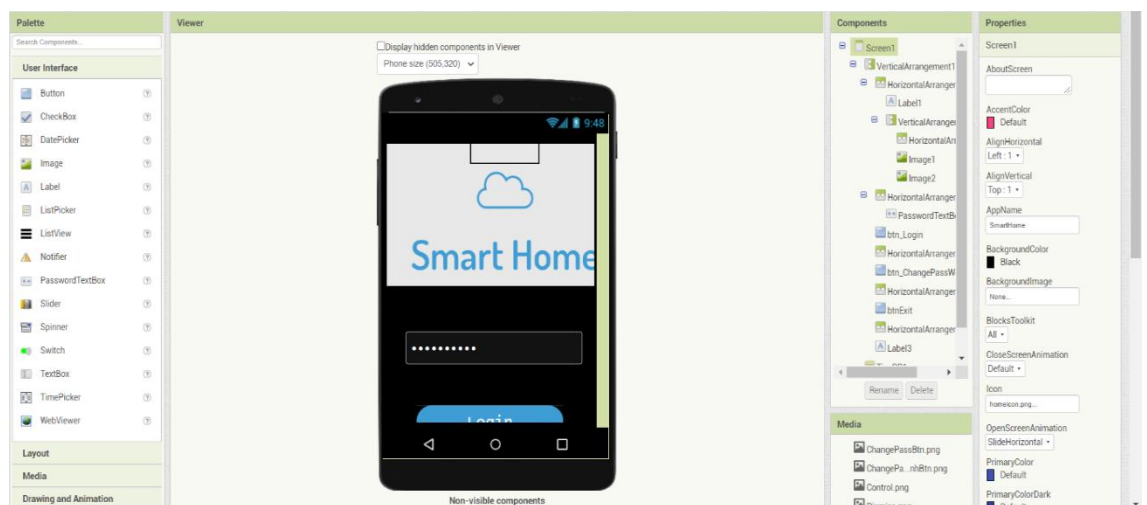 Palette
Search Components...
User Interface
Button
CheckBox
DatePicker
Image
Label
ListPicker
ListView
Notifier
PasswordTextBox
Slider
Spinner
Switch
TextBox
TimePicker
WebViewer
Layout
Media
Drawing and Animation
Viewer
Display hidden components in Viewer
Phone size (505,320)
9:48
Smart Home
Login
Non-visible components
Components
Screen1
VerticalArrangement1
HorizontalArranger
Label1
VerticalArranger
HorizontalArr
Image1
Image2
HorizontalArranger
PasswordTextB
btn_Login
HorizontalArranger
btn_ChangePassW
HorizontalArranger
btnExit
HorizontalArranger
Label3
Rename Delete
Media
ChangePassBtn.png
ChangePa...nhBtn.png
Control.png
Properties
Screen1
AboutScreen
AccentColor
Default
AlignHorizontal
Left : 1
AlignVertical
Top : 1
AppName
SmartHome
BackgroundColor
Black
BackgroundImage
None...
BlocksToolkit
All
CloseScreenAnimation
Default
Icon
homeicon.png...
OpenScreenAnimation
SlideHorizontal
PrimaryColor
Default
PrimaryColorDark
Default